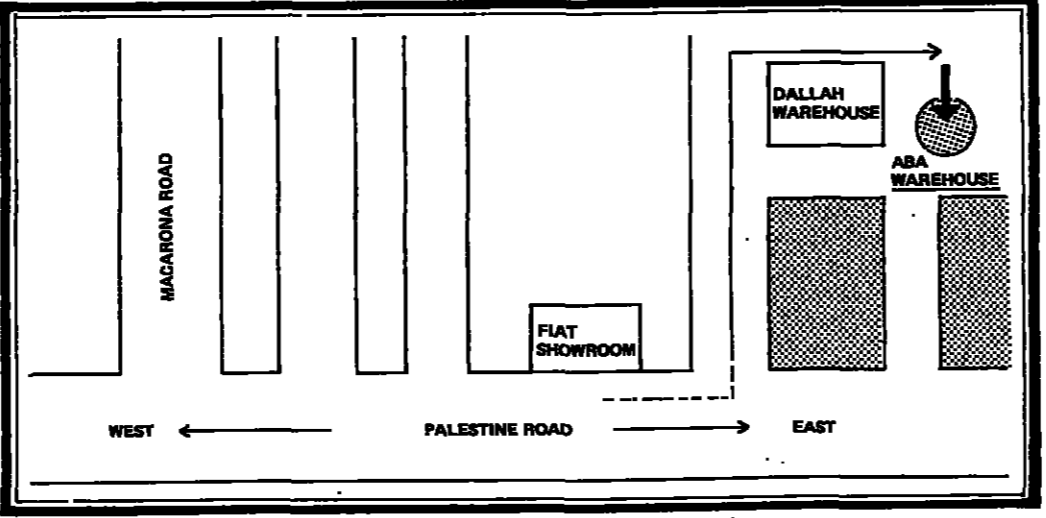 DALLAH
WAREHOUSE
ABA
WAREHOUSE
MACARONA ROAD
FIAT
SHOWROOM
WEST
PALESTINE ROAD
EAST